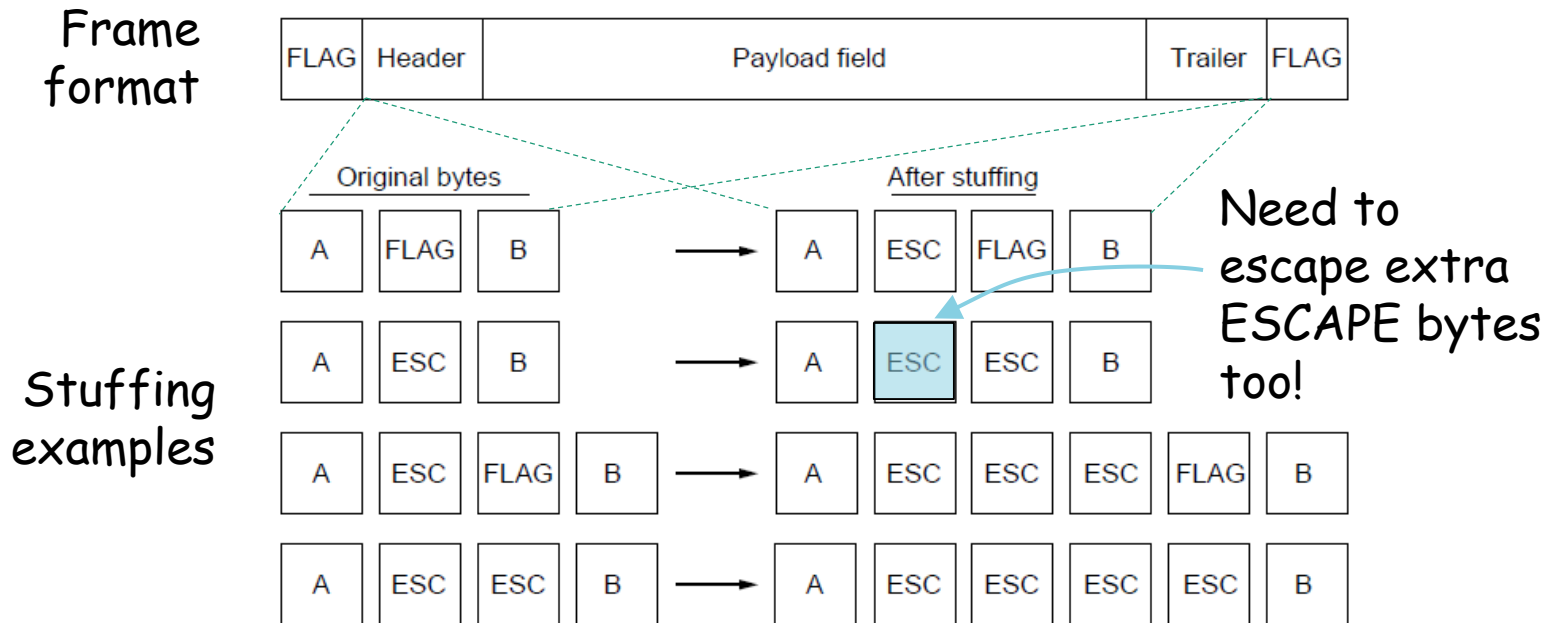 Frame
format
FLAG Header Payload field Trailer FLAG
Original bytes After stuffing
A FLAG B A ESC FLAG B
Need to
escape extra
ESCAPE bytes
too!
A ESC B A ESC ESC B
Stuffing
examples
A ESC FLAG B A ESC ESC ESC FLAG B
A ESC ESC B A ESC ESC ESC ESC B